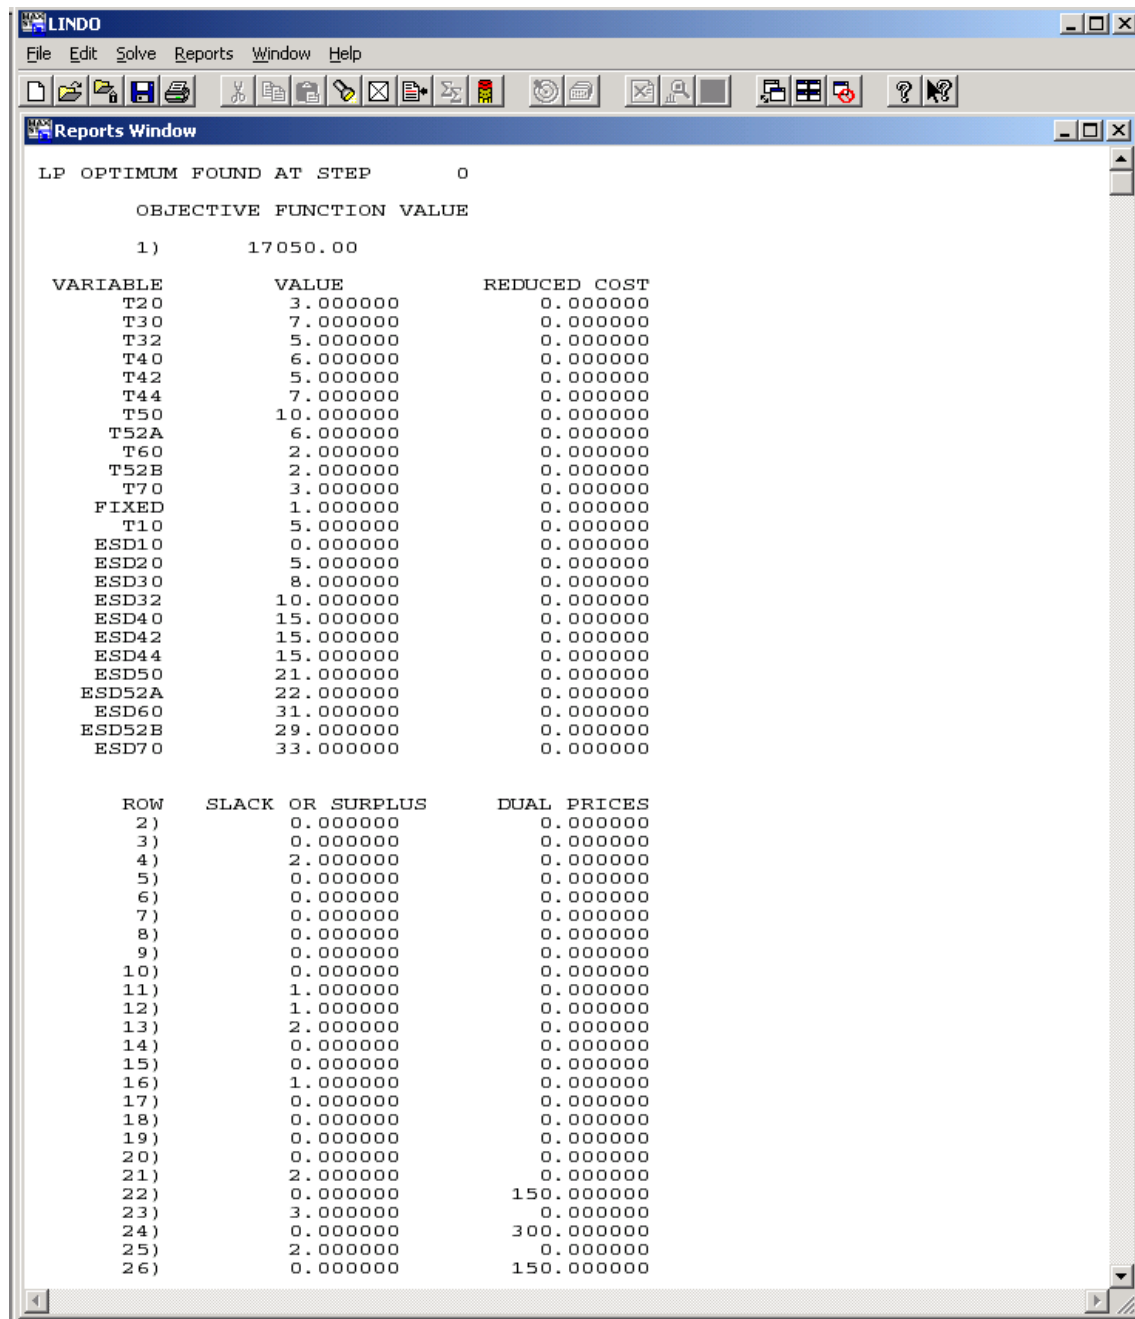 LINDO
File Edit Solve Reports Window Help
Reports Window
LP OPTIMUM FOUND AT STEP 0
OBJECTIVE FUNCTION VALUE
1) 17050.00
VARIABLE VALUE REDUCED COST
T20 3.000000 0.000000
T30 7.000000 0.000000
T32 5.000000 0.000000
T40 6.000000 0.000000
T42 5.000000 0.000000
T44 7.000000 0.000000
T50 10.000000 0.000000
T52A 6.000000 0.000000
T60 2.000000 0.000000
T52B 2.000000 0.000000
T70 3.000000 0.000000
FIXED 1.000000 0.000000
T10 5.000000 0.000000
ESD10 0.000000 0.000000
ESD20 5.000000 0.000000
ESD30 8.000000 0.000000
ESD32 10.000000 0.000000
ESD40 15.000000 0.000000
ESD42 15.000000 0.000000
ESD44 15.000000 0.000000
ESD50 21.000000 0.000000
ESD52A 22.000000 0.000000
ESD60 31.000000 0.000000
ESD52B 29.000000 0.000000
ESD70 33.000000 0.000000
ROW SLACK OR SURPLUS DUAL PRICES
2) 0.000000 0.000000
3) 0.000000 0.000000
4) 2.000000 0.000000
5) 0.000000 0.000000
6) 0.000000 0.000000
7) 0.000000 0.000000
8) 0.000000 0.000000
9) 0.000000 0.000000
10) 0.000000 0.000000
11) 1.000000 0.000000
12) 1.000000 0.000000
13) 2.000000 0.000000
14) 0.000000 0.000000
15) 0.000000 0.000000
16) 1.000000 0.000000
17) 0.000000 0.000000
18) 0.000000 0.000000
19) 0.000000 0.000000
20) 0.000000 0.000000
21) 2.000000 0.000000
22) 0.000000 150.000000
23) 3.000000 0.000000
24) 0.000000 300.000000
25) 2.000000 0.000000
26) 0.000000 150.000000